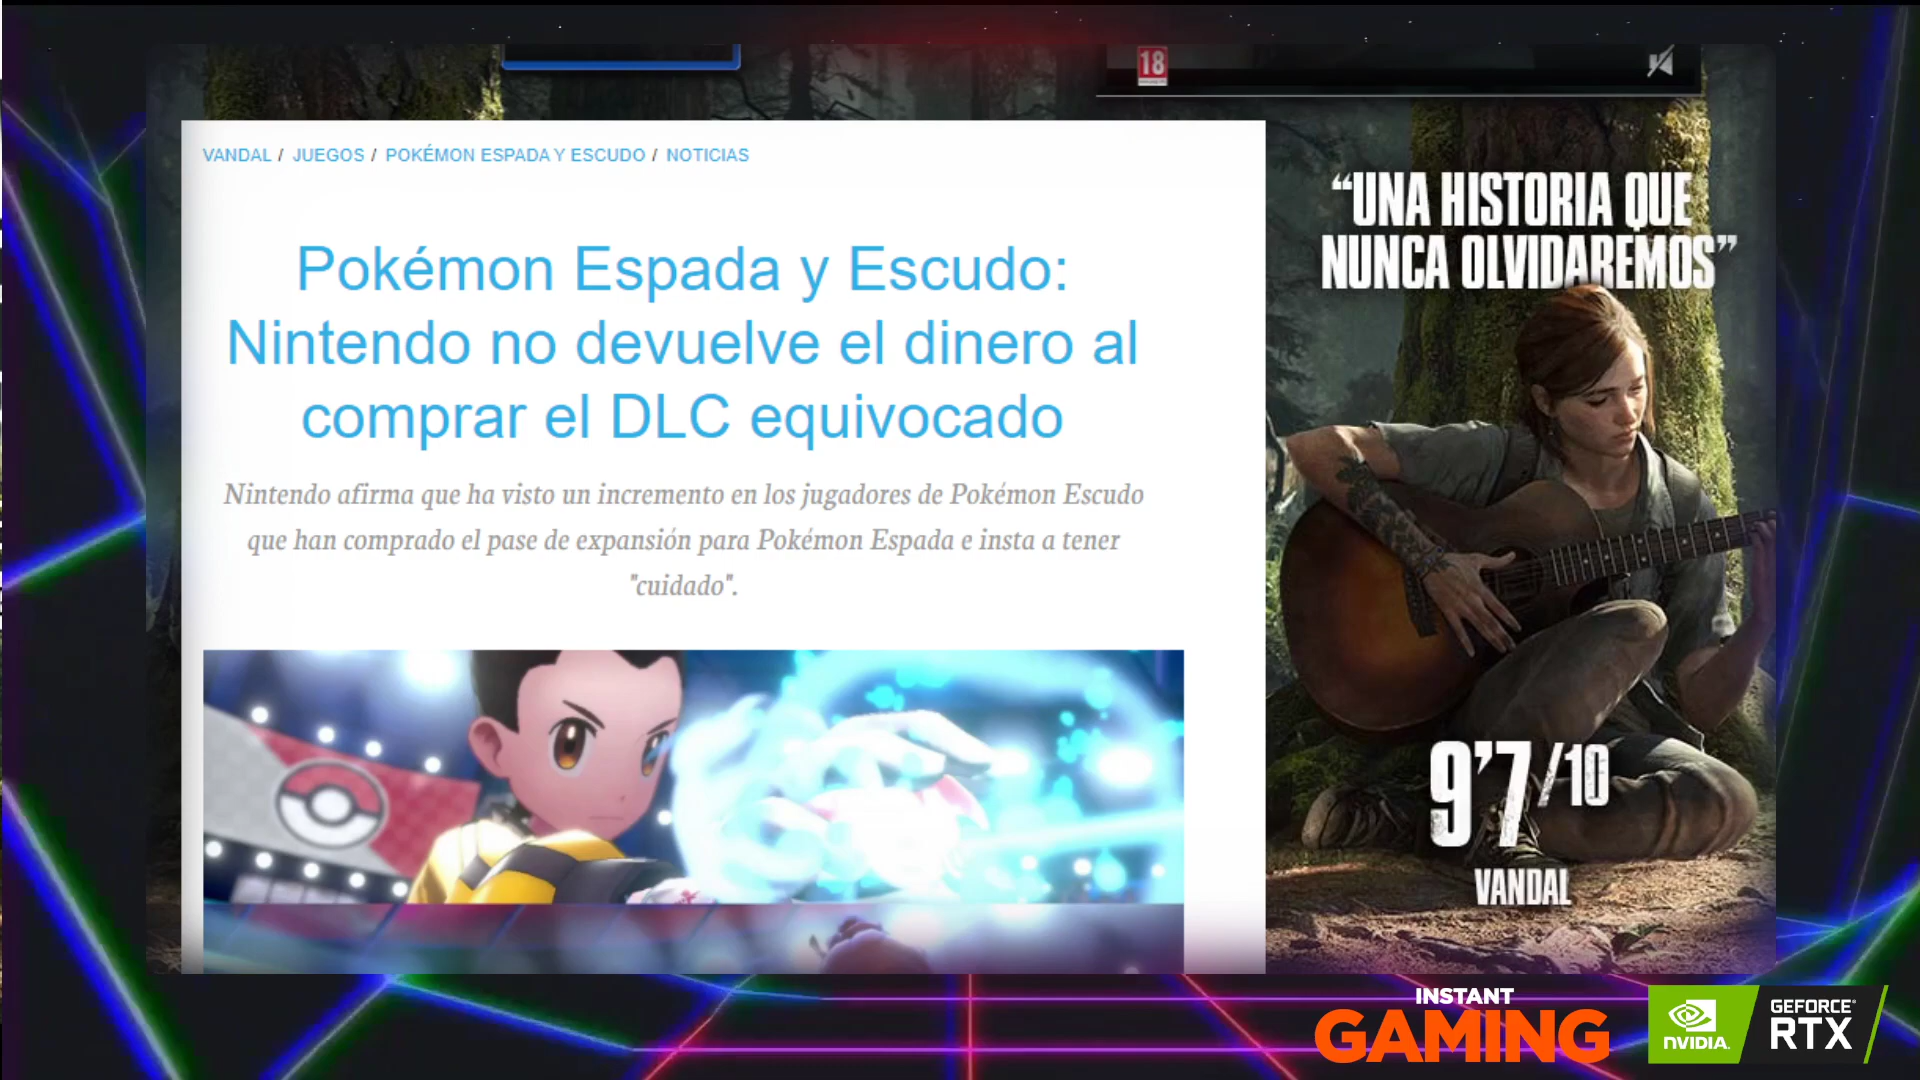 18
VANDAL / JUEGOS / POKÉMON ESPADA Y ESCUDO / NOTICIAS
Pokémon Espada y Escudo:
Nintendo no devuelve el dinero al
comprar el DLC equivocado
Nintendo afirma que ha visto un incremento en los jugadores de Pokémon Escudo
que han comprado el pase de expansión para Pokémon Espada e insta a tener
"cuidado".
“UNA HISTORIA QUE
NUNCA OLVIDAREMOS”
9’7/10
VANDAL
INSTANT
GAMING
NVIDIA.
GEFORCE®
RTX